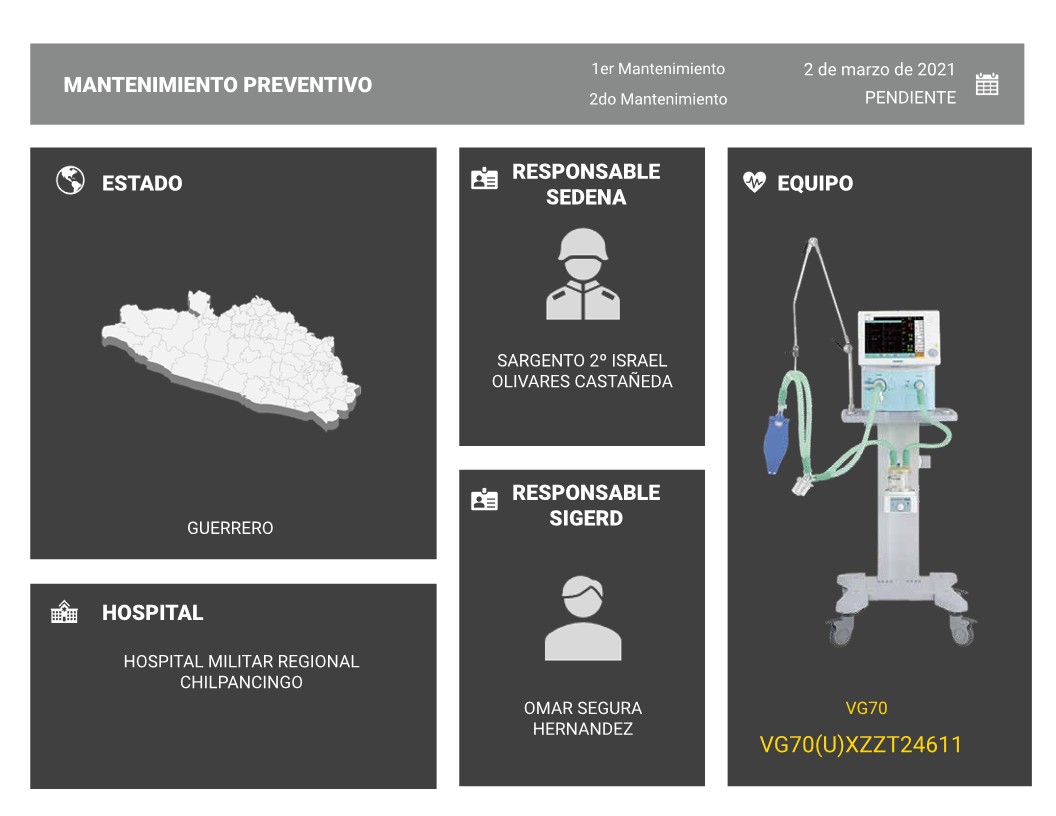 MANTENIMIENTO PREVENTIVO
1er Mantenimiento
2 de marzo de 2021
2do Mantenimiento
PENDIENTE
ESTADO
GUERRERO
HOSPITAL
HOSPITAL MILITAR REGIONAL
CHILPANCINGO
RESPONSABLE
SEDENA
SARGENTO 2º ISRAEL
OLIVARES CASTAÑEDA
RESPONSABLE
SIGERD
OMAR SEGURA
HERNANDEZ
EQUIPO
VG70
VG70(U)XZZT24611